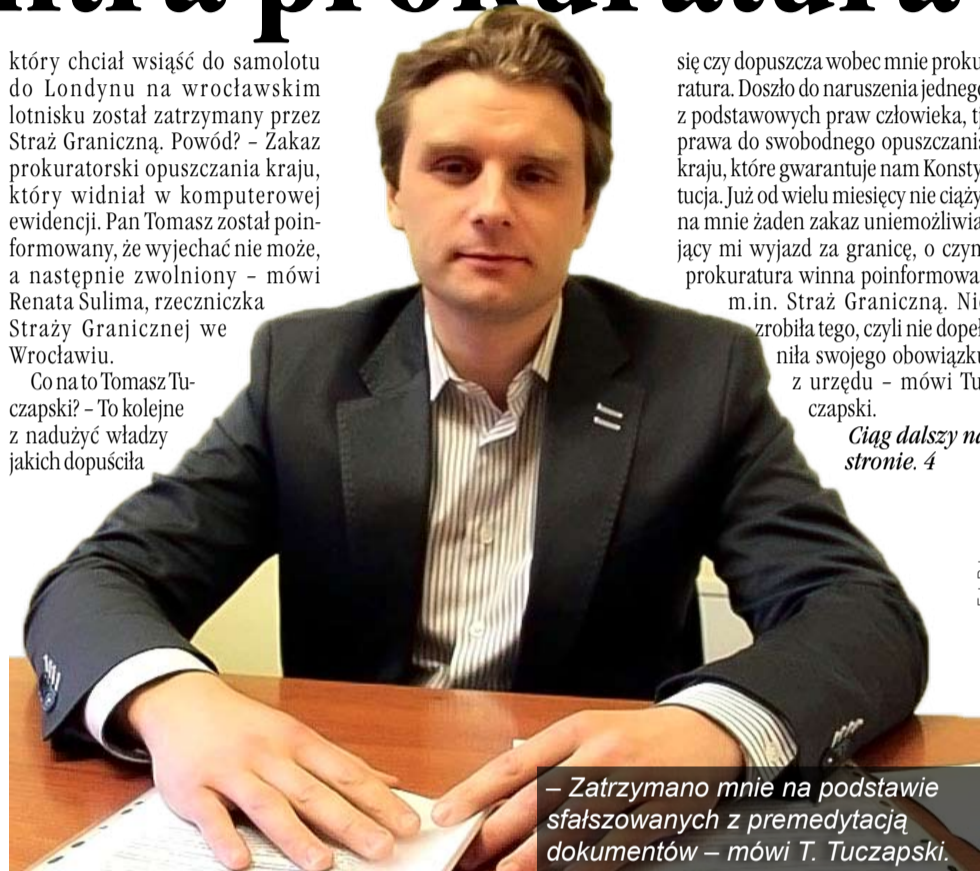 prokuratura
który chciał wsiąść do samolotu
do Londynu na wrocławskim
lotnisku został zatrzymany przez
Straż Graniczną. Powód? – Zakaz
prokuratorski opuszczania kraju,
który widniał w komputerowej
ewidencji. Pan Tomasz został poin-
formowany, że wyjechać nie może,
a następnie zwolniony – mówi
Renata Sulima, rzeczniczka
Straży Granicznej we
Wrocławiu.
Co na to Tomasz Tu-
czapski? – To kolejne
z nadużyć władzy
jakich dopuściła
się czy dopuszcza wobec mnie proku
ratura. Doszło do naruszenia jednego
z podstawowych praw człowieka, tj
prawa do swobodnego opuszczania
kraju, które gwarantuje nam Konsty
tucja. Już od wielu miesięcy nie ciąży
na mnie żaden zakaz uniemożliwia
jący mi wyjazd za granicę, o czym
prokuratura winna poinformowa
m.in. Straż Graniczną. Nie
zrobiła tego, czyli nie dopeł
niła swojego obowiązku
z urzędu – mówi Tu
czapski.
Ciąg dalszy na
stronie. 4
– Zatrzymano mnie na podstawie
sfałszowanych z premedytacją
dokumentów – mówi T. Tuczapski.